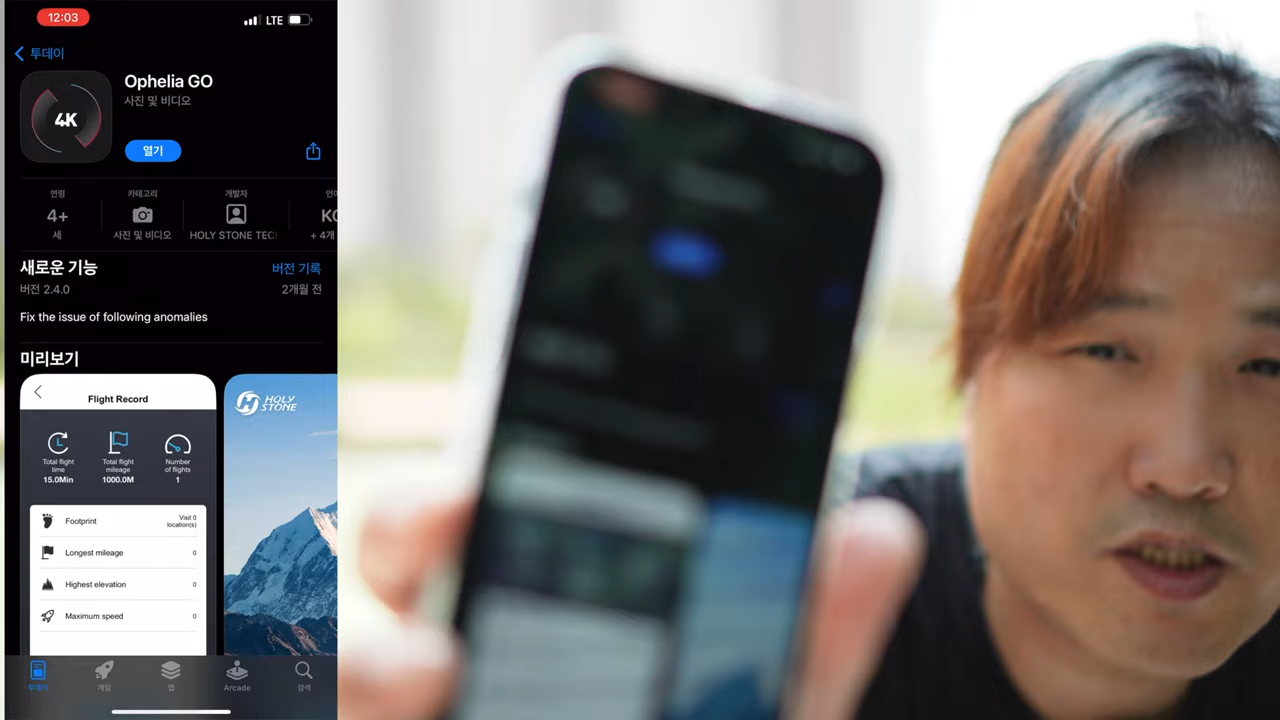 12:03
LTE
투데이
Ophelia GO
사진 및 비디오
4K
열기
연령
카테고리
개발자
언어
4+
KO
세
사진 및 비디오
HOLY STONE TEC
+ 4개
새로운 기능
버전 기록
버전 2.4.0
2개월 전
Fix the issue of following anomalies
미리보기
Flight Record
HOLY STONE
Total flight time
15.0Min
Total flight mileage
1000.0M
Number of flights
1
Footprint
Visit 0 location(s)
Longest mileage
0
Highest elevation
0
Maximum speed
0
투데이
게임
앱
Arcade
검색